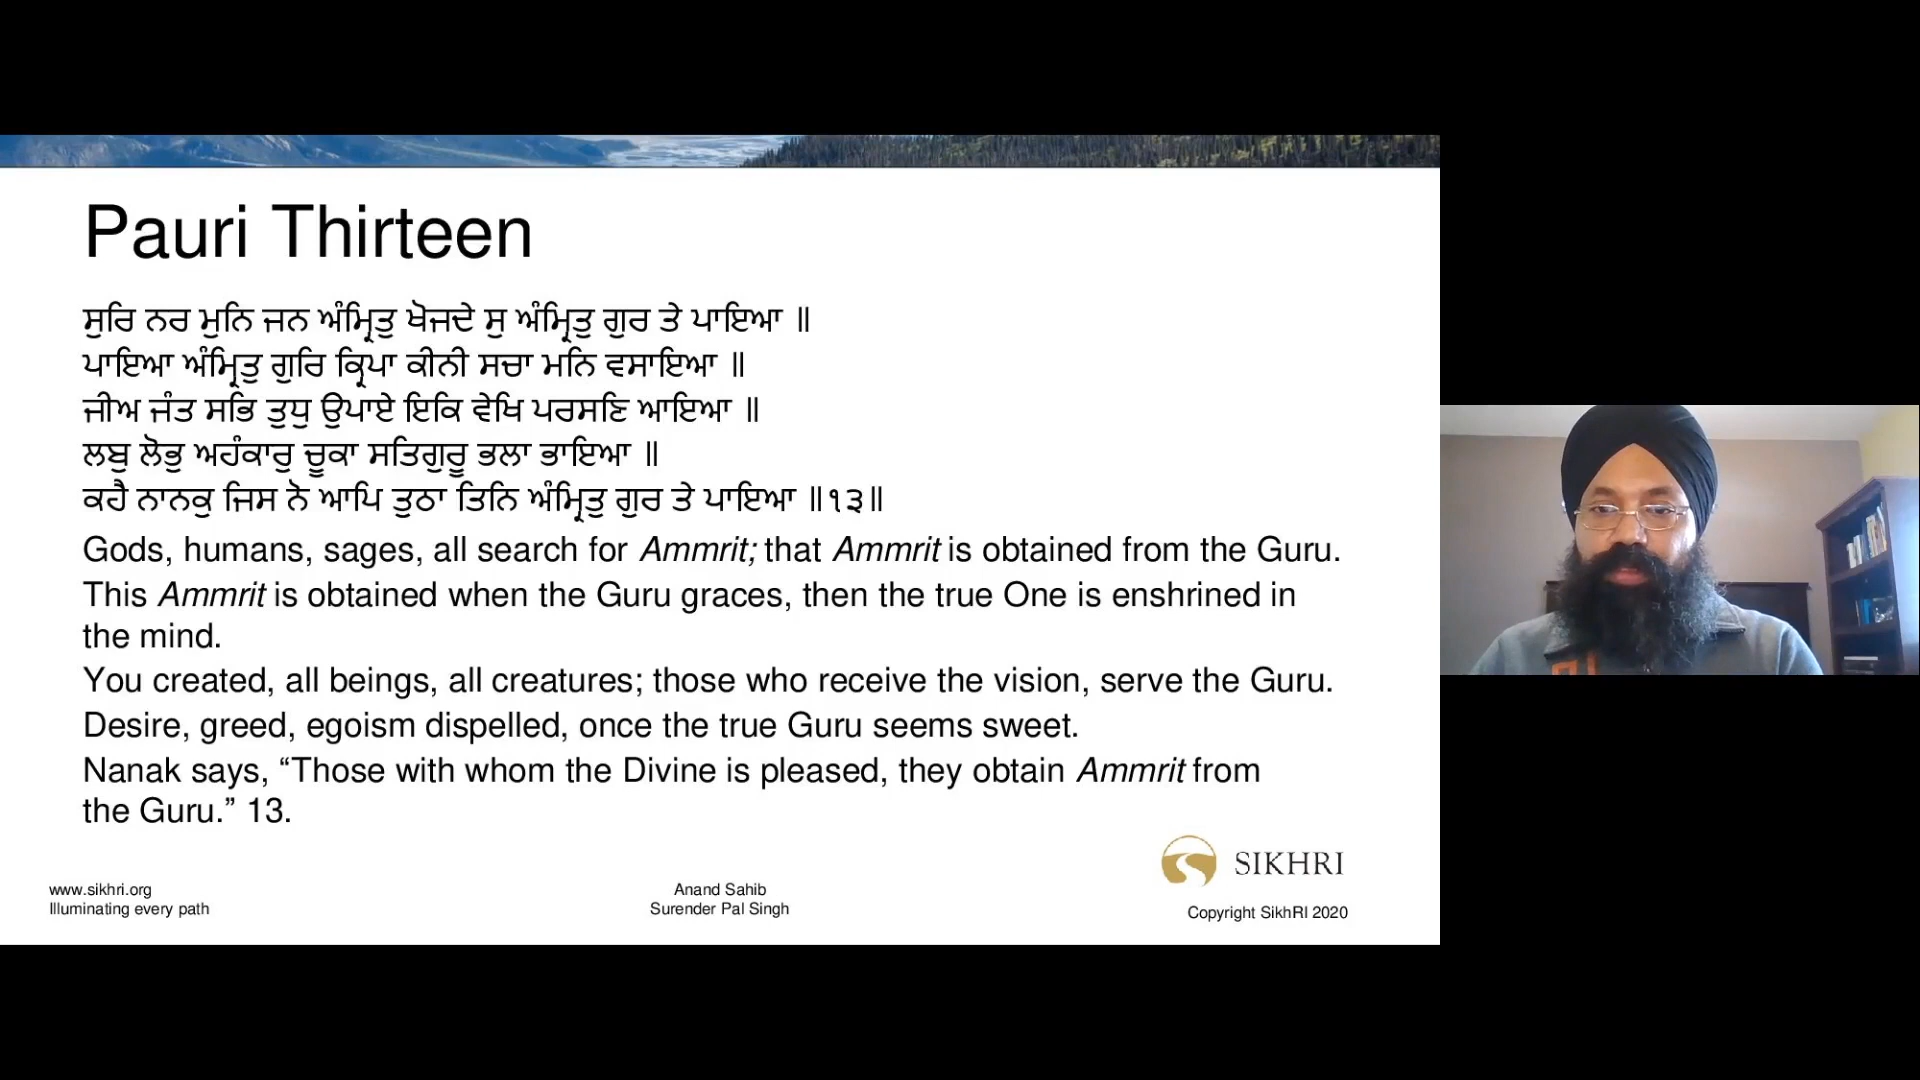 Pauri Thirteen
ਸੁਰਿ ਨਰ ਮੁਨਿ ਜਨ ਅੰਮ੍ਰਿਤੁ ਖੋਜਦੇ ਸੁ ਅੰਮ੍ਰਿਤੁ ਗੁਰ ਤੇ ਪਾਇਆ ॥
ਪਾਇਆ ਅੰਮ੍ਰਿਤੁ ਗੁਰਿ ਕ੍ਰਿਪਾ ਕੀਨੀ ਸਚਾ ਮਨਿ ਵਸਾਇਆ ॥
ਜੀਅ ਜੰਤ ਸਭਿ ਤੁਧੁ ਉਪਾਏ ਇਕਿ ਵੇਖਿ ਪਰਸਣਿ ਆਇਆ ॥
ਲਬੁ ਲੋਭੁ ਅਹੰਕਾਰੁ ਚੂਕਾ ਸਤਿਗੁਰੂ ਭਲਾ ਭਾਇਆ ॥
ਕਹੈ ਨਾਨਕੁ ਜਿਸ ਨੋ ਆਪਿ ਤੁਠਾ ਤਿਨਿ ਅੰਮ੍ਰਿਤੁ ਗੁਰ ਤੇ ਪਾਇਆ ॥੧੩॥
Gods, humans, sages, all search for Ammrit; that Ammrit is obtained from the Guru.
This Ammrit is obtained when the Guru graces, then the true One is enshrined in
the mind.
You created, all beings, all creatures; those who receive the vision, serve the Guru.
Desire, greed, egoism dispelled, once the true Guru seems sweet.
Nanak says, “Those with whom the Divine is pleased, they obtain Ammrit from
the Guru.” 13.
SIKHRI
www.sikhri.org
Illuminating every path
Anand Sahib
Surender Pal Singh
Copyright SikhRI 2020